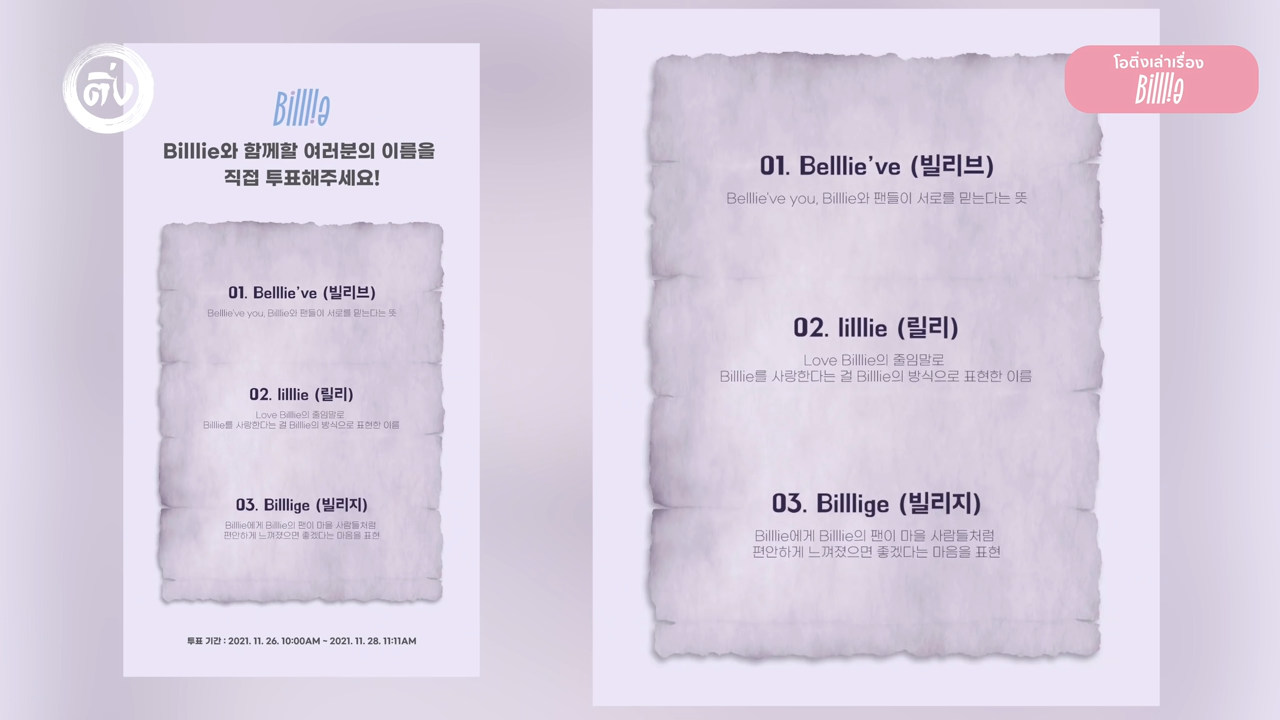 ติ่ง
Billlie
Billlie와 함께할 여러분의 이름을
직접 투표해주세요!
01. Belllie've (빌리브)
Belllie've you, Billlie와 팬들이 서로를 믿는다는 뜻
02. lilllie (릴리)
Love Billlie의 줄임말로
Billlie를 사랑한다는 걸 Billlie의 방식으로 표현한 이름
03. Billlige (빌리지)
Billlie에게 Billlie의 팬이 마을 사람들처럼
편안하게 느껴졌으면 좋겠다는 마음을 표현
투표 기간 : 2021. 11. 26. 10:00AM ~ 2021. 11. 28. 11:11AM
โอติ่งเล่าเรื่อง
Billlie
01. Belllie've (빌리브)
Belllie've you, Billlie와 팬들이 서로를 믿는다는 뜻
02. lilllie (릴리)
Love Billlie의 줄임말로
Billlie를 사랑한다는 걸 Billlie의 방식으로 표현한 이름
03. Billlige (빌리지)
Billlie에게 Billlie의 팬이 마을 사람들처럼
편안하게 느껴졌으면 좋겠다는 마음을 표현